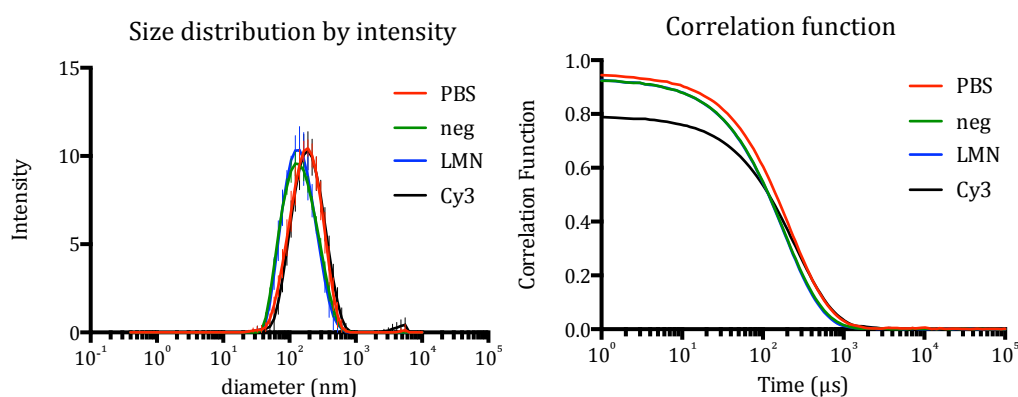 Size distribution by intensity
15
10
5
0
Intensity
10⁻¹ 10⁰ 10¹ 10² 10³ 10⁴ 10⁵
diameter (nm)
PBS
neg
LMN
Cy3
Correlation function
1.0
0.8
0.6
0.4
0.2
0.0
Correlation Function
10⁰ 10¹ 10² 10³ 10⁴ 10⁵
Time (µs)
PBS
neg
LMN
Cy3